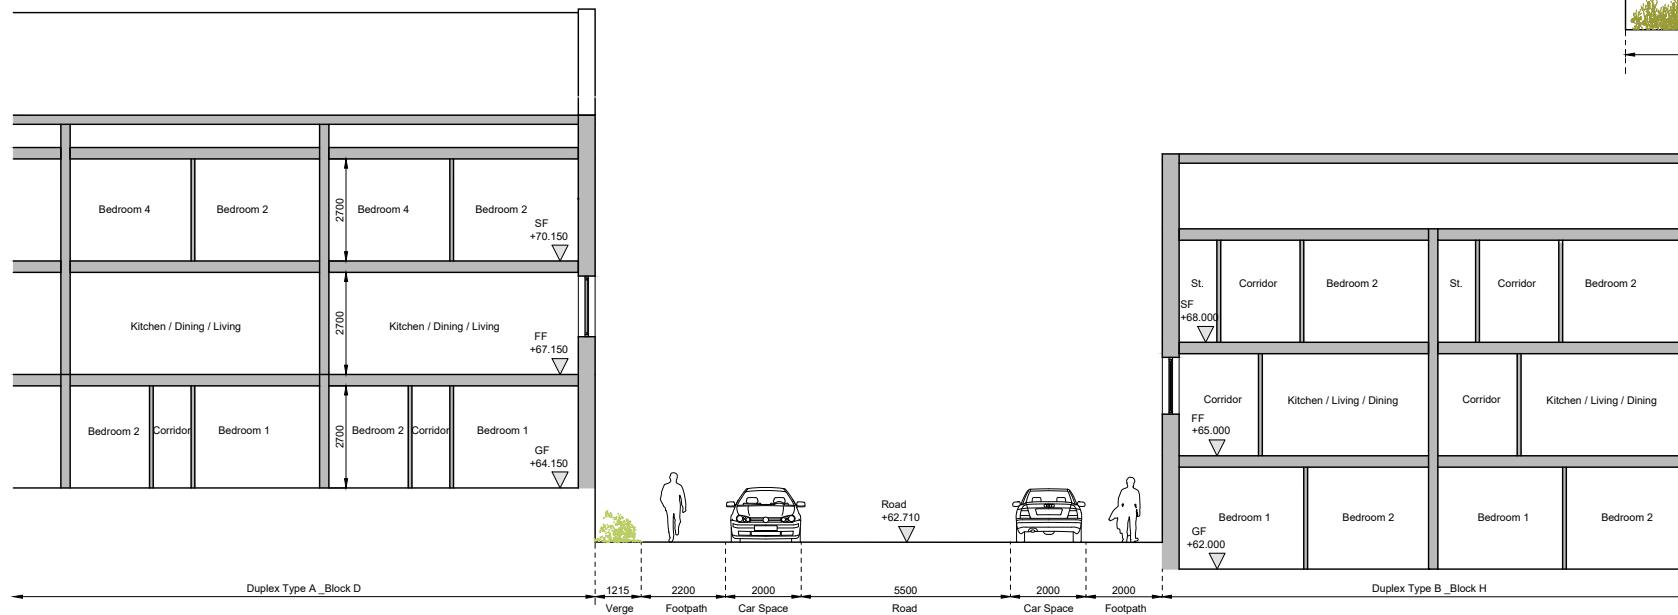 Bedroom 4
Bedroom 2
2700
Bedroom 4
Bedroom 2
SF
+70.150
Kitchen / Dining / Living
2700
Kitchen / Dining / Living
FF
+67.150
Bedroom 2
Corridor
Bedroom 1
2700
Bedroom 2
Corridor
Bedroom 1
GF
+64.150
Road
+62.710
St.
Corridor
Bedroom 2
St.
Corridor
Bedroom 2
SF
+68.000
Corridor
Kitchen / Living / Dining
Corridor
Kitchen / Living / Dining
FF
+65.000
Bedroom 1
Bedroom 2
Bedroom 1
Bedroom 2
GF
+62.000
Duplex Type A _Block D
1215
2200
2000
5500
2000
2000
Duplex Type B _Block H
Verge
Footpath
Car Space
Road
Car Space
Footpath